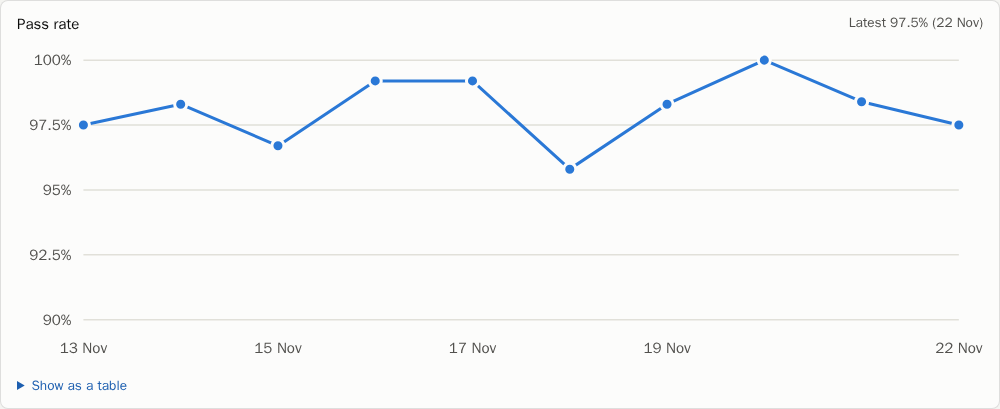 Pass rate
Latest 97.5% (22 Nov)
100%
97.5%
95%
92.5%
90%
13 Nov
15 Nov
17 Nov
19 Nov
22 Nov
Show as a table